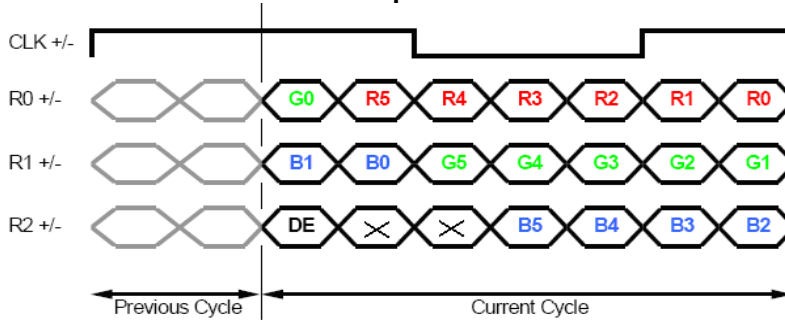 CLK +/-
R0 +/- G0 R5 R4 R3 R2 R1 R0
R1 +/- B1 B0 G5 G4 G3 G2 G1
R2 +/- DE B5 B4 B3 B2
Previous Cycle Current Cycle